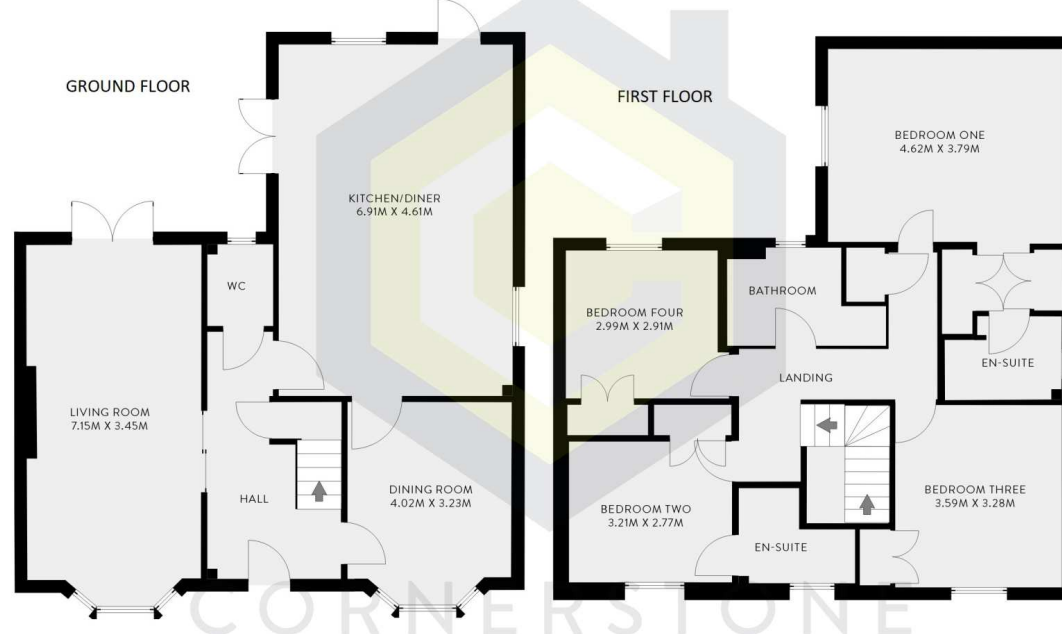 GROUND FLOOR
KITCHEN/DINER
6.91M X 4.61M
WC
LIVING ROOM
7.15M X 3.45M
HALL
DINING ROOM
4.02M X 3.23M
FIRST FLOOR
BEDROOM ONE
4.62M X 3.79M
BATHROOM
BEDROOM FOUR
2.99M X 2.91M
EN-SUITE
LANDING
BEDROOM THREE
3.59M X 3.28M
BEDROOM TWO
3.21M X 2.77M
EN-SUITE
CORNERSTONE